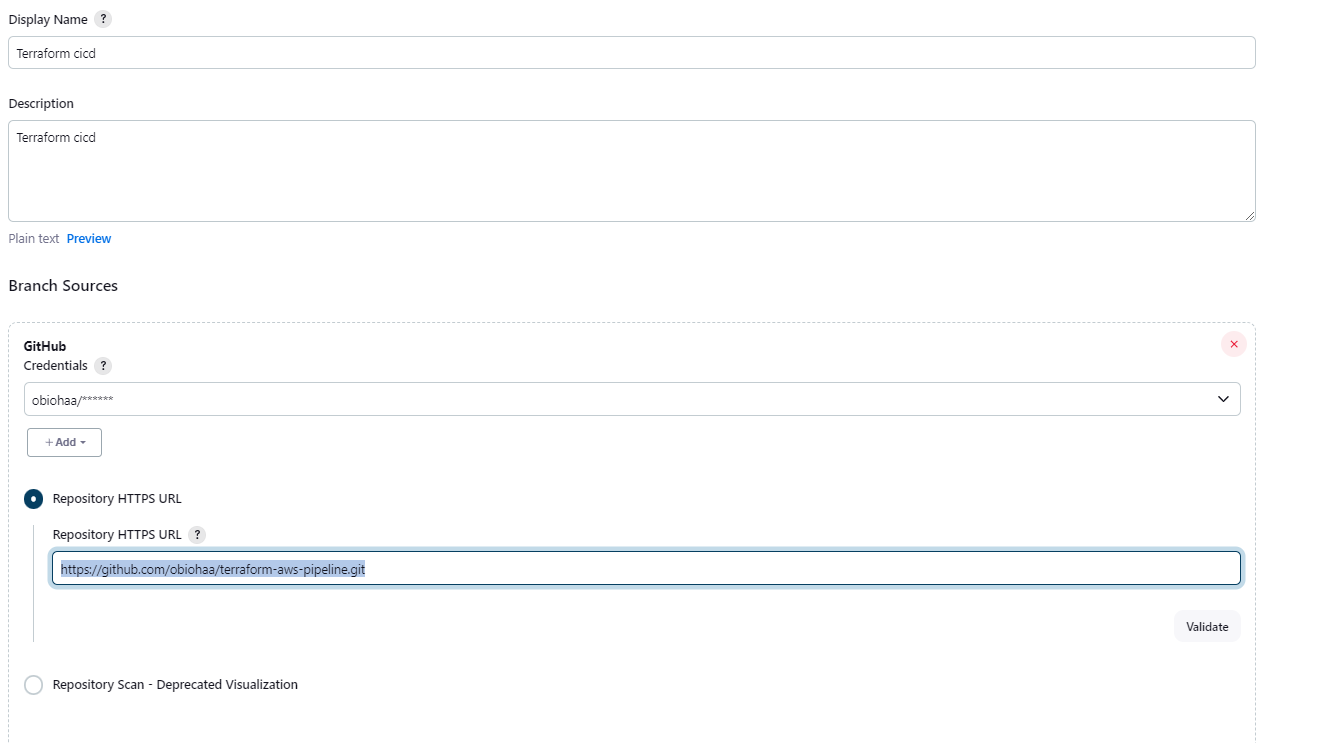 Display Name ?
Terraform cicd
Description
Terraform cicd
Plain text Preview
Branch Sources
GitHub
Credentials ?
obiohaa/******
+ Add
Repository HTTPS URL
Repository HTTPS URL ?
https://github.com/obiohaa/terraform-aws-pipeline.git
Validate
Repository Scan - Deprecated Visualization